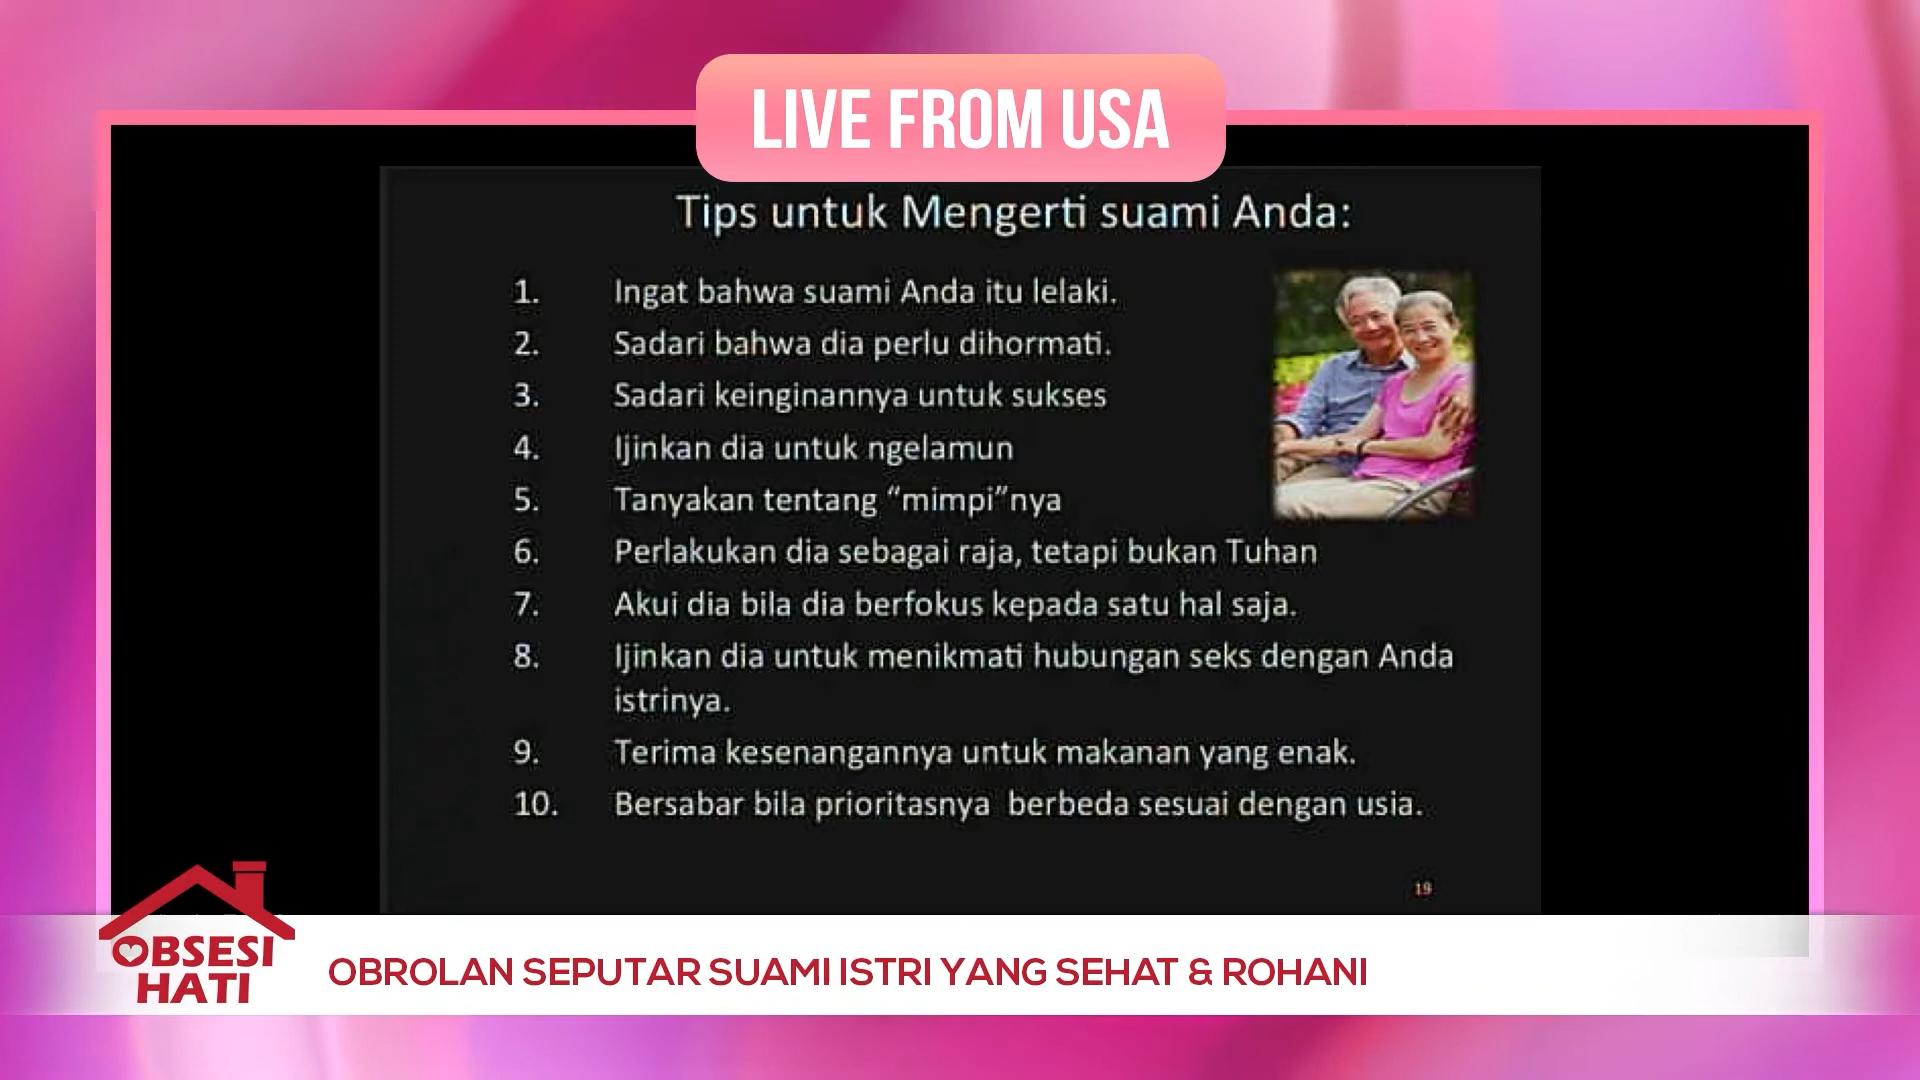 LIVE FROM USA
Tips untuk Mengerti suami Anda:
1. Ingat bahwa suami Anda itu lelaki.
2. Sadari bahwa dia perlu dihormati.
3. Sadari keinginannya untuk sukses
4. Ijinkan dia untuk ngelamun
5. Tanyakan tentang “mimpi”nya
6. Perlakukan dia sebagai raja, tetapi bukan Tuhan
7. Akui dia bila dia berfokus kepada satu hal saja.
8. Ijinkan dia untuk menikmati hubungan seks dengan Anda
istrinya.
9. Terima kesenangannya untuk makanan yang enak.
10. Bersabar bila prioritasnya berbeda sesuai dengan usia.
19
OBSESI
HATI
OBROLAN SEPUTAR SUAMI ISTRI YANG SEHAT & ROHANI